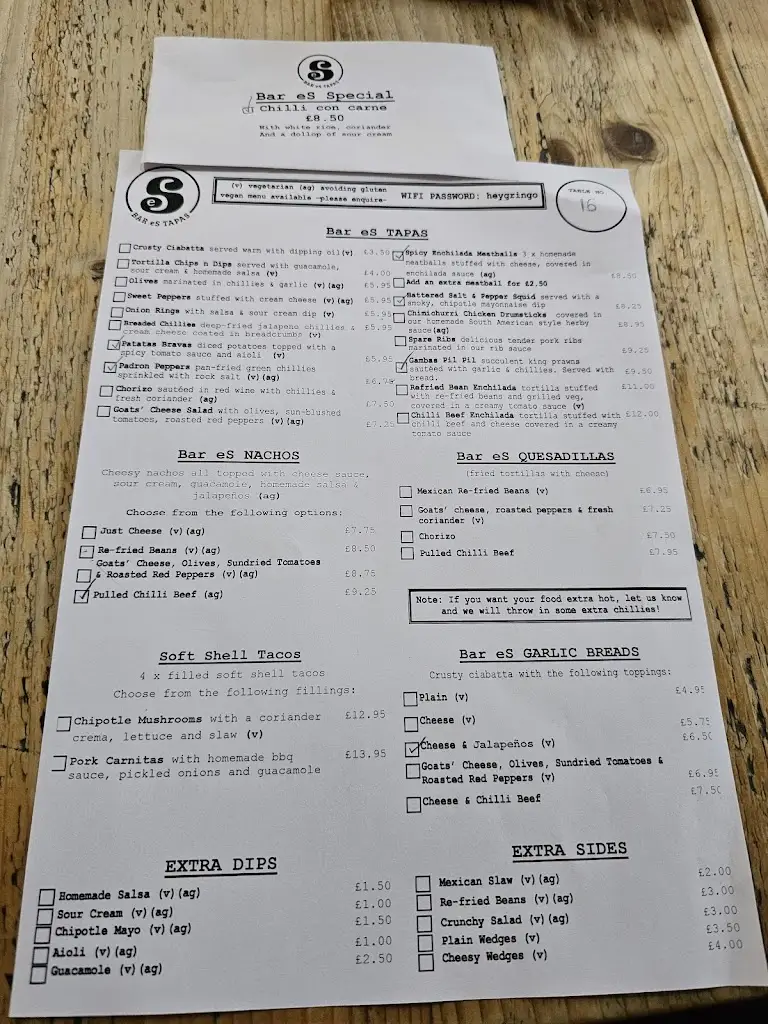 S
BAR eS TAPAS
Bar eS Special
Chilli con carne
£8.50
With white rice, coriander
And a dollop of sour cream
eS
BAR eS TAPAS
(v) vegetarian (ag) avoiding gluten
vegan menu available -please enquire-
WIFI PASSWORD: heygringo
TABLE NO.
16
Bar eS TAPAS
Crusty Ciabatta served warm with dipping oil(v) £3.50
Tortilla Chips n Dips served with guacamole,
sour cream & homemade salsa (v) £4.00
Olives marinated in chillies & garlic (v)(ag) £5.95
Sweet Peppers stuffed with cream cheese (v)(ag) £5.95
Onion Rings with salsa & sour cream dip (v) £5.95
Breaded Chillies deep-fried jalapeno chillies & £5.95
cream cheese coated in breadcrumbs (v)
Patatas Bravas diced potatoes topped with a
spicy tomato sauce and aioli (v) £5.95
Padron Peppers pan-fried green chillies
sprinkled with rock salt (v)(ag) £6.75
Chorizo sautéed in red wine with chillies &
fresh coriander (ag) £7.50
Goats' Cheese Salad with olives, sun-blushed
tomatoes, roasted red peppers (v)(ag) £7.25
Spicy Enchilada Meatballs 3 x homemade
meatballs stuffed with cheese, covered in
enchilada sauce (ag) £8.50
Add an extra meatball for £2.50
Battered Salt & Pepper Squid served with a
smoky, chipotle mayonnaise dip £8.25
Chimichurri Chicken Drumsticks covered in
our homemade South American style herby £8.95
sauce(ag)
Spare Ribs delicious tender pork ribs
marinated in our rib sauce £9.25
Gambas Pil Pil succulent king prawns
sautéed with garlic & chillies. Served with £9.50
bread.
Refried Bean Enchilada tortilla stuffed £11.00
with re-fried beans and grilled veg,
covered in a creamy tomato sauce (v)
Chilli Beef Enchilada tortilla stuffed with £12.00
chilli beef and cheese covered in a creamy
tomato sauce
Bar eS NACHOS
Cheesy nachos all topped with cheese sauce,
sour cream, guacamole, homemade salsa &
jalapeños (ag)
Choose from the following options:
Just Cheese (v)(ag) £7.75
Re-fried Beans (v)(ag) £8.50
Goats' Cheese, Olives, Sundried Tomatoes
& Roasted Red Peppers (v)(ag) £8.75
Pulled Chilli Beef (ag) £9.25
Bar eS QUESADILLAS
(fried tortillas with cheese)
Mexican Re-fried Beans (v) £6.95
Goats' cheese, roasted peppers & fresh £7.25
coriander (v)
Chorizo £7.50
Pulled Chilli Beef £7.95
Note: If you want your food extra hot, let us know
and we will throw in some extra chillies!
Soft Shell Tacos
4 x filled soft shell tacos
Choose from the following fillings:
Chipotle Mushrooms with a coriander £12.95
crema, lettuce and slaw (v)
Pork Carnitas with homemade bbq £13.95
sauce, pickled onions and guacamole
Bar eS GARLIC BREADS
Crusty ciabatta with the following toppings:
Plain (v) £4.95
Cheese (v) £5.75
Cheese & Jalapeños (v) £6.50
Goats' Cheese, Olives, Sundried Tomatoes &
Roasted Red Peppers (v) £6.95
Cheese & Chilli Beef £7.50
EXTRA DIPS
Homemade Salsa (v)(ag) £1.50
Sour Cream (v)(ag) £1.00
Chipotle Mayo (v)(ag) £1.50
Aioli (v)(ag) £1.00
Guacamole (v)(ag) £2.50
EXTRA SIDES
Mexican Slaw (v)(ag) £2.00
Re-fried Beans (v)(ag) £3.00
Crunchy Salad (v)(ag) £3.00
Plain Wedges (v) £3.50
Cheesy Wedges (v) £4.00